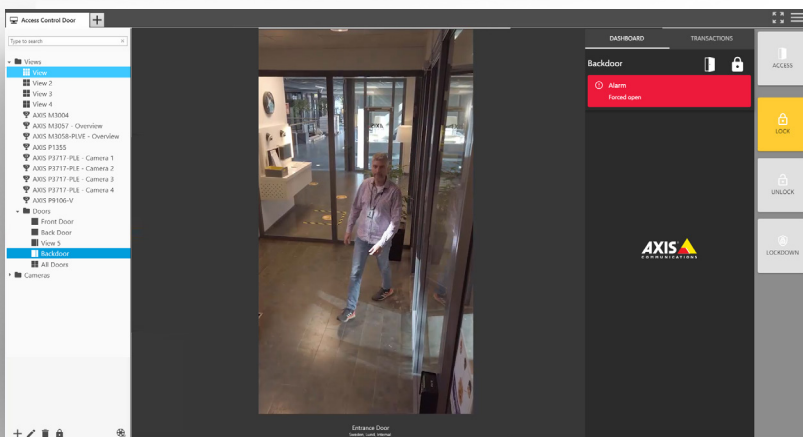 Access Control Door
Type to search
Views
View
View 2
View 3
View 4
AXIS M3004
AXIS M3057 - Overview
AXIS M3058-PLVE - Overview
AXIS P1355
AXIS P3717-PLE - Camera 1
AXIS P3717-PLE - Camera 2
AXIS P3717-PLE - Camera 3
AXIS P3717-PLE - Camera 4
AXIS P9106-V
Doors
Front Door
Back Door
View 5
Backdoor
All Doors
Cameras
Entrance Door
Sweden, Lund, Internal
DASHBOARD TRANSACTIONS
Backdoor
Alarm
Forced open
AXIS
COMMUNICATIONS
ACCESS
LOCK
UNLOCK
LOCKDOWN